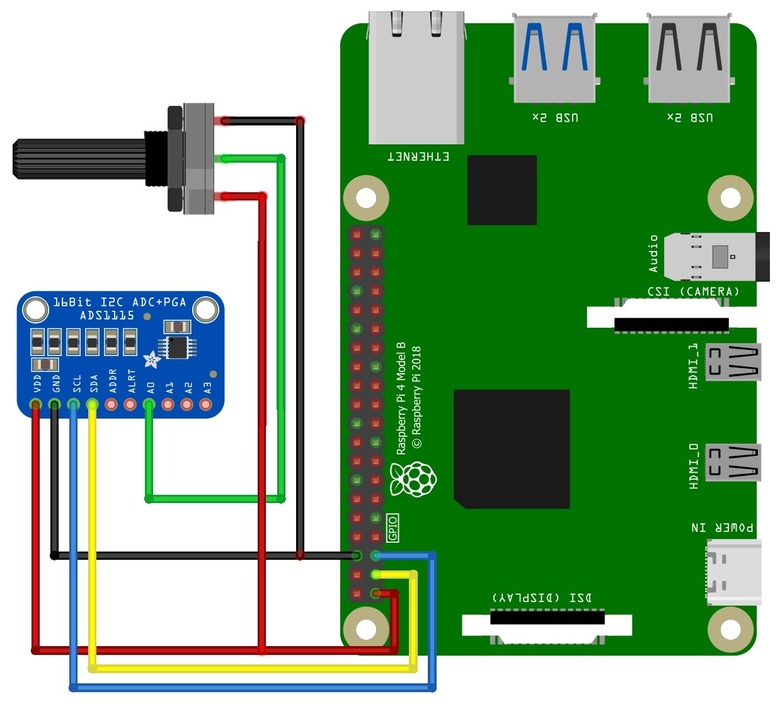 ETHERNET
USB 2x
USB 2x
Audio
CSI (CAMERA)
16Bit I2C ADC+PGA
ADS1115
VDD
GND
SCL
SDA
ADDR
ALRT
A0
A1
A2
A3
Raspberry Pi 4 Model B
© Raspberry Pi 2018
HDMI_1
HDMI_0
GPIO
POWER IN
DSI (DISPLAY)